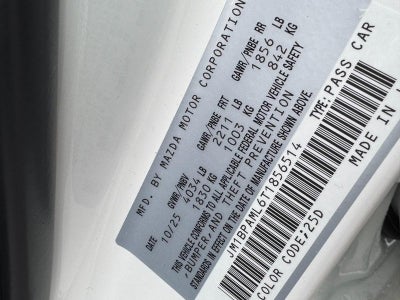 MFD. BY MAZDA MOTOR CORPORATION
GVWR/PNBV GAWR/PNBE FRT GAWR/PNBE RR
10/25 4034 LB 2211 LB 1856 LB
1830 KG 1003 KG 842 KG
THIS VEHICLE CONFORMS TO ALL APPLICABLE FEDERAL MOTOR VEHICLE SAFETY
,BUMPER,AND THEFT PREVENTION
STANDARDS IN EFFECT ON THE DATE OF MANUFACTURE SHOWN ABOVE.
JM1BPAML6T1856514 TYPE: PASS CAR
COLOR CODE;25D MADE IN